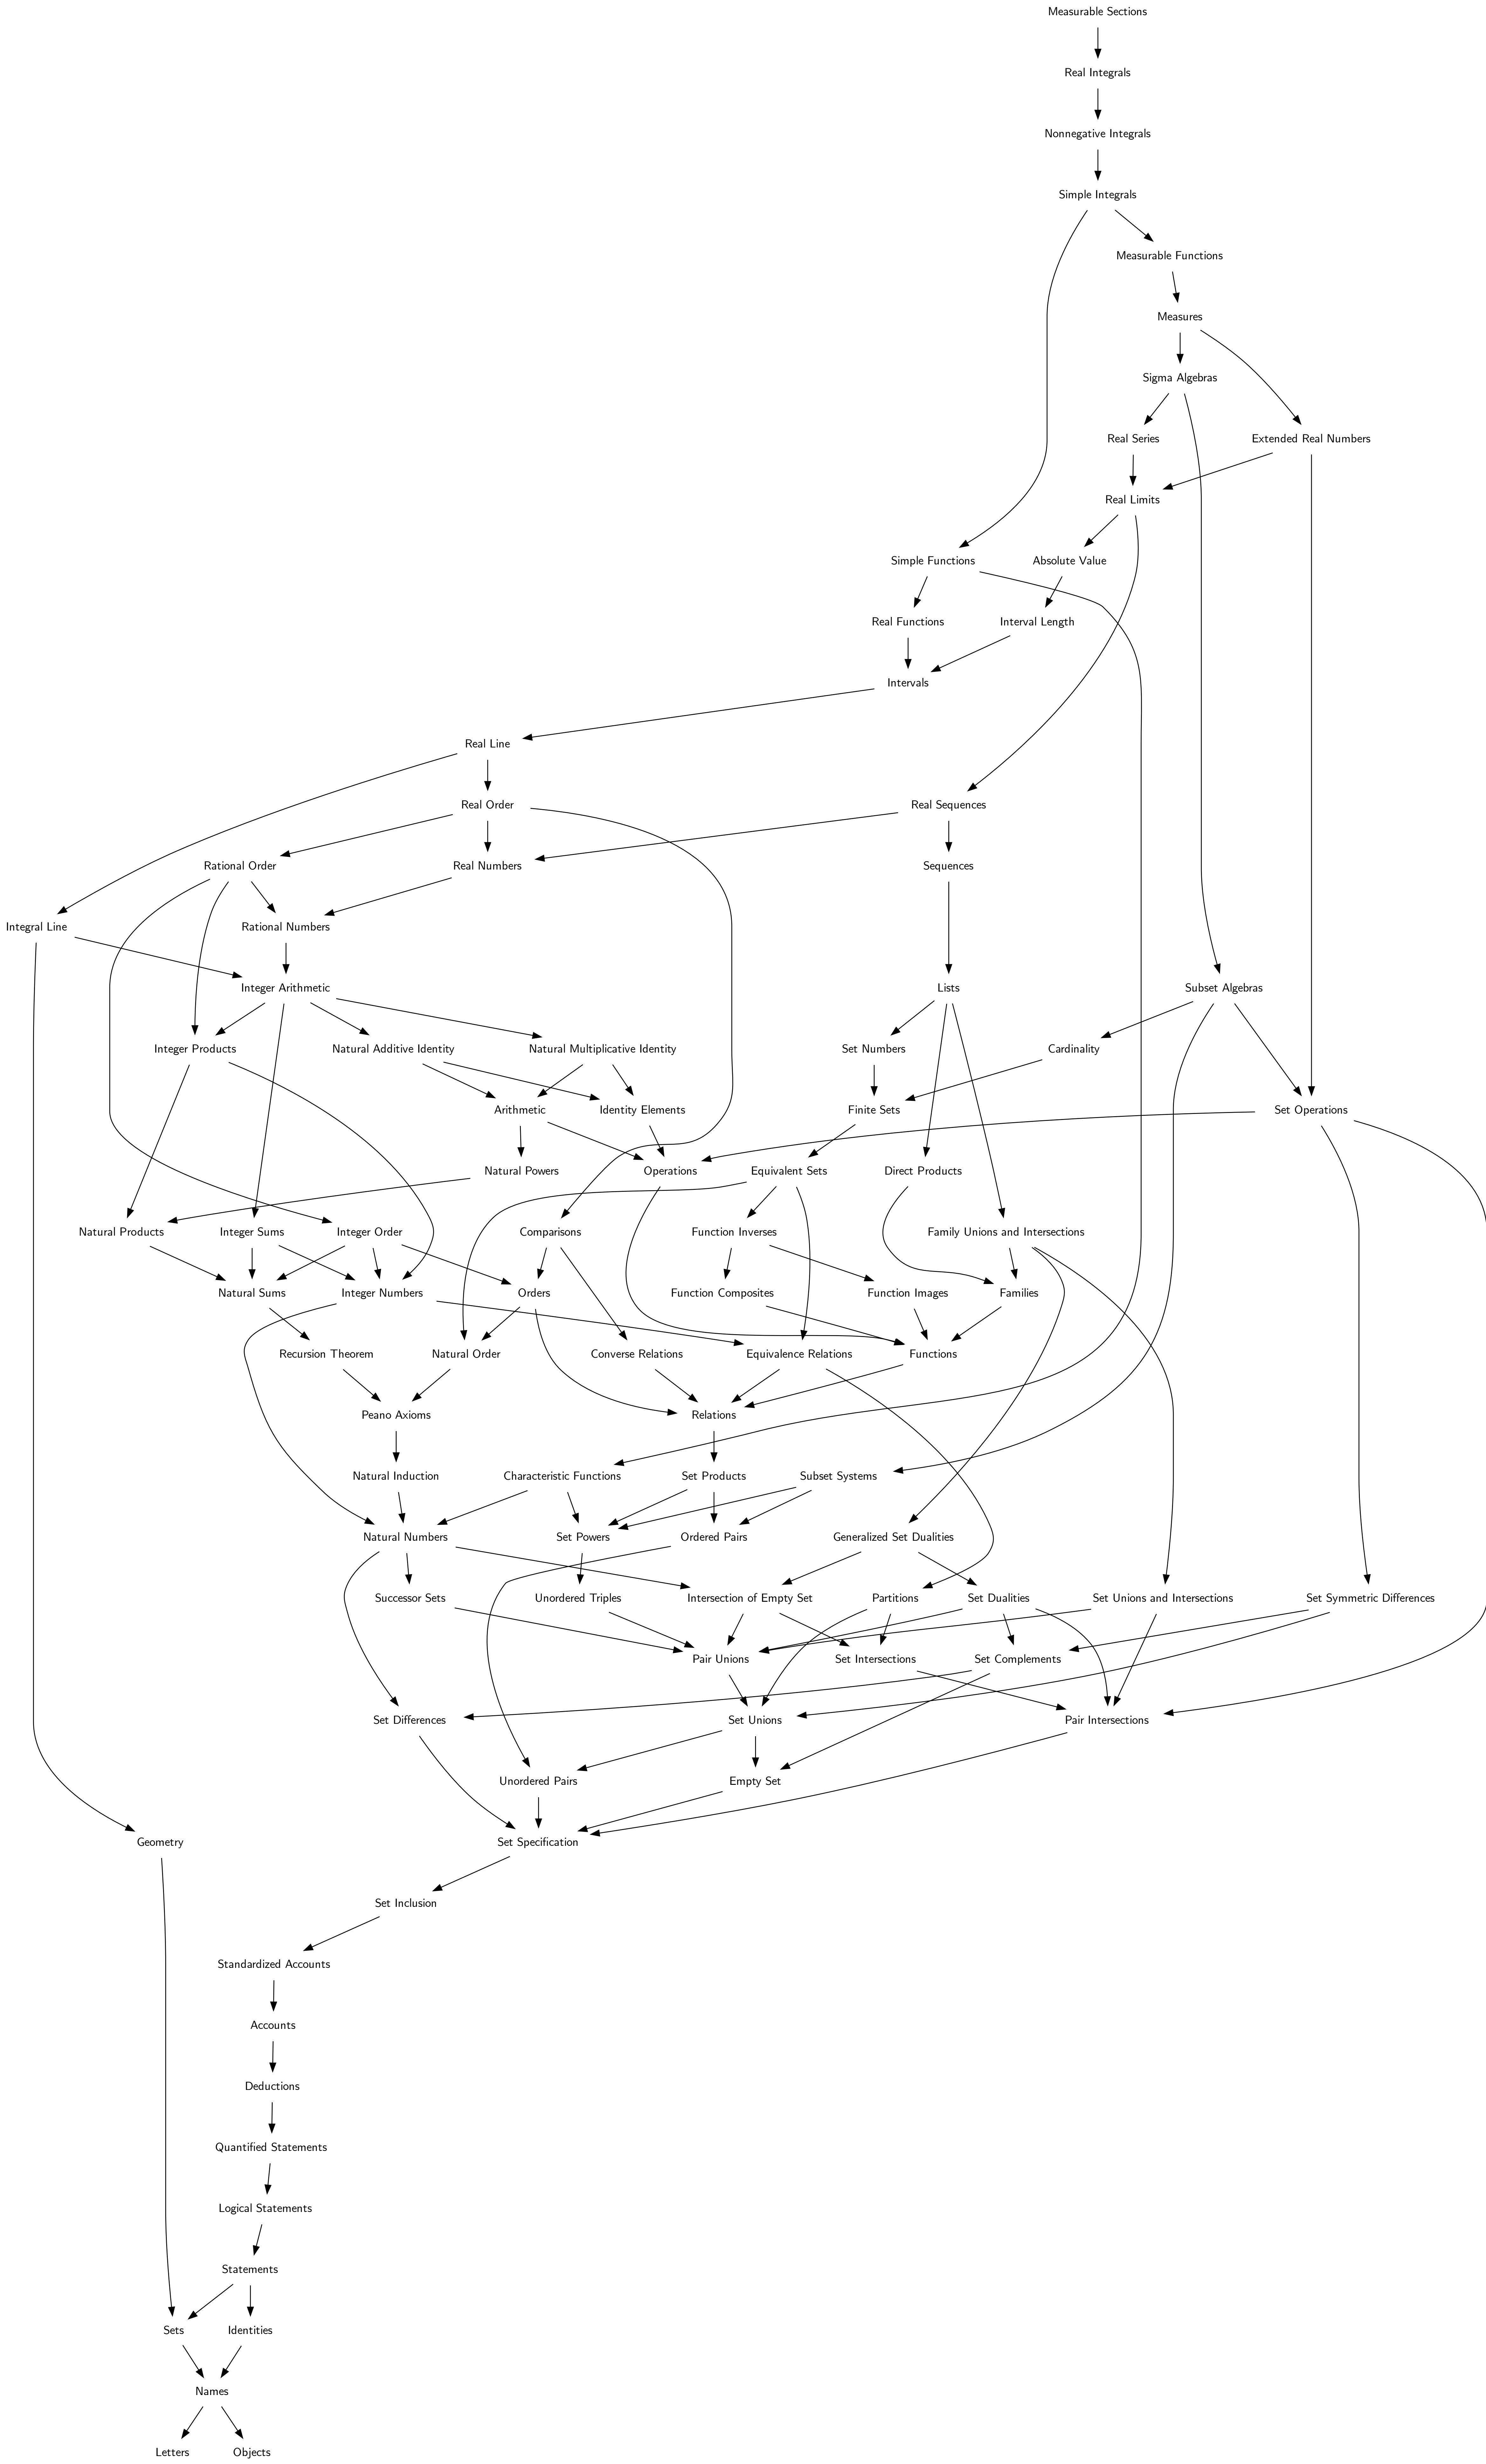 Measurable Sections
Real Integrals
Nonnegative Integrals
Simple Integrals
Measurable Functions
Measures
Sigma Algebras
Real Series
Extended Real Numbers
Real Limits
Simple Functions
Absolute Value
Real Functions
Interval Length
Intervals
Real Line
Real Order
Real Sequences
Rational Order
Real Numbers
Sequences
Integral Line
Rational Numbers
Integer Arithmetic
Lists
Subset Algebras
Integer Products
Natural Additive Identity
Natural Multiplicative Identity
Set Numbers
Cardinality
Arithmetic
Identity Elements
Finite Sets
Set Operations
Natural Powers
Operations
Equivalent Sets
Direct Products
Natural Products
Integer Sums
Integer Order
Comparisons
Function Inverses
Family Unions and Intersections
Natural Sums
Integer Numbers
Orders
Function Composites
Function Images
Families
Recursion Theorem
Natural Order
Converse Relations
Equivalence Relations
Functions
Peano Axioms
Relations
Natural Induction
Characteristic Functions
Set Products
Subset Systems
Natural Numbers
Set Powers
Ordered Pairs
Generalized Set Dualities
Successor Sets
Unordered Triples
Intersection of Empty Set
Partitions
Set Dualities
Set Unions and Intersections
Set Symmetric Differences
Pair Unions
Set Intersections
Set Complements
Set Differences
Set Unions
Pair Intersections
Unordered Pairs
Empty Set
Geometry
Set Specification
Set Inclusion
Standardized Accounts
Accounts
Deductions
Quantified Statements
Logical Statements
Statements
Sets
Identities
Names
Letters
Objects